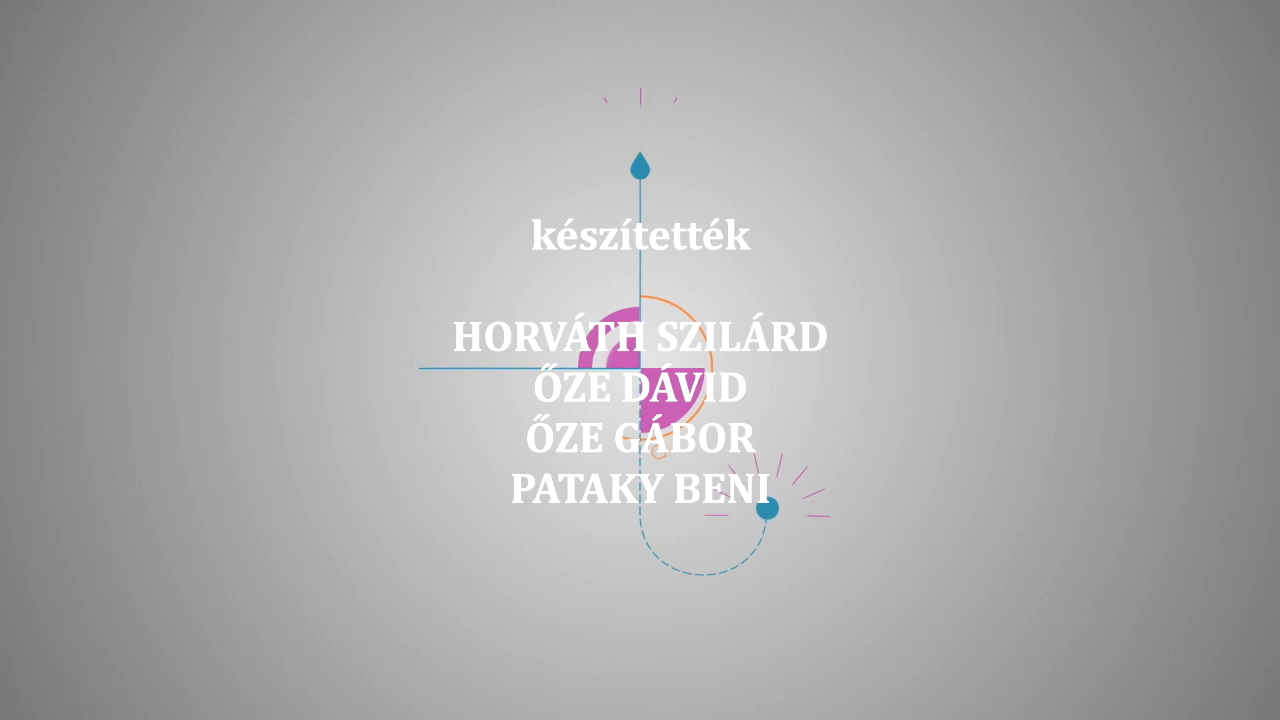 készítették
HORVÁTH SZILÁRD
ŐZE DÁVID
ŐZE GÁBOR
PATAKY BENI